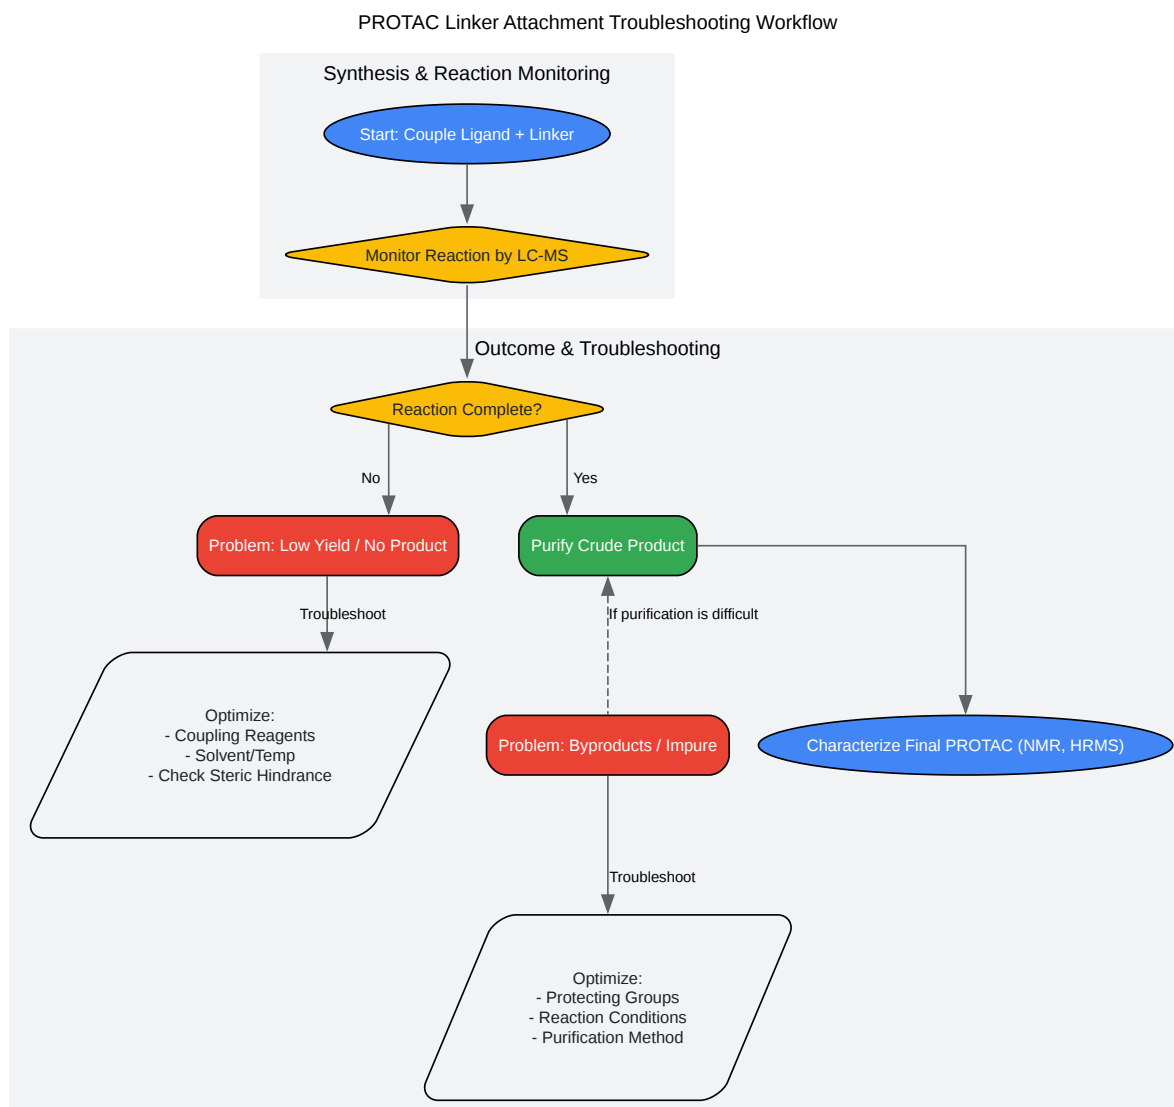 PROTAC Linker Attachment Troubleshooting Workflow
Synthesis & Reaction Monitoring
Start: Couple Ligand + Linker
Monitor Reaction by LC-MS
Outcome & Troubleshooting
Reaction Complete?
No
Yes
Problem: Low Yield / No Product
Purify Crude Product
Troubleshoot
If purification is difficult
Optimize:
- Coupling Reagents
- Solvent/Temp
- Check Steric Hindrance
Problem: Byproducts / Impure
Characterize Final PROTAC (NMR, HRMS)
Troubleshoot
Optimize:
- Protecting Groups
- Reaction Conditions
- Purification Method